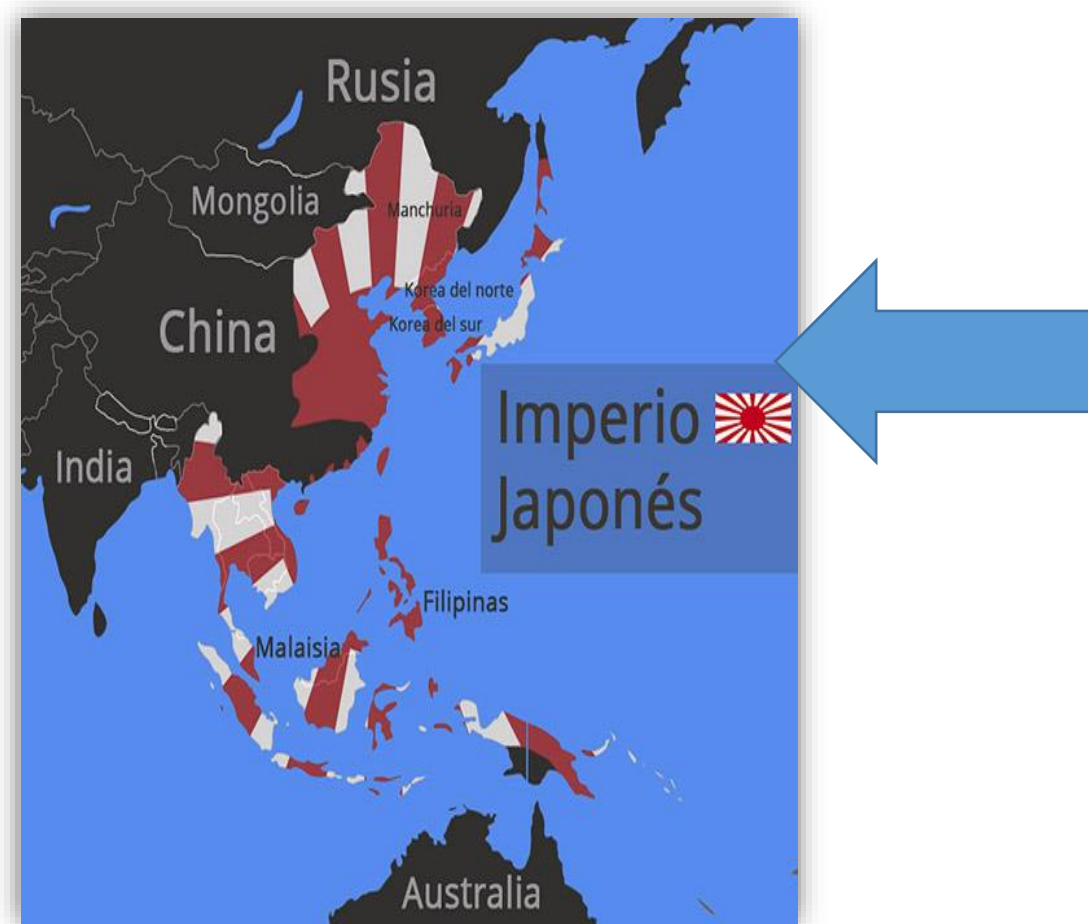 Rusia
Mongolia
Manchuria
Korea del norte
China
Korea del sur
Imperio
Japonés
India
Filipinas
Malaisia
Australia